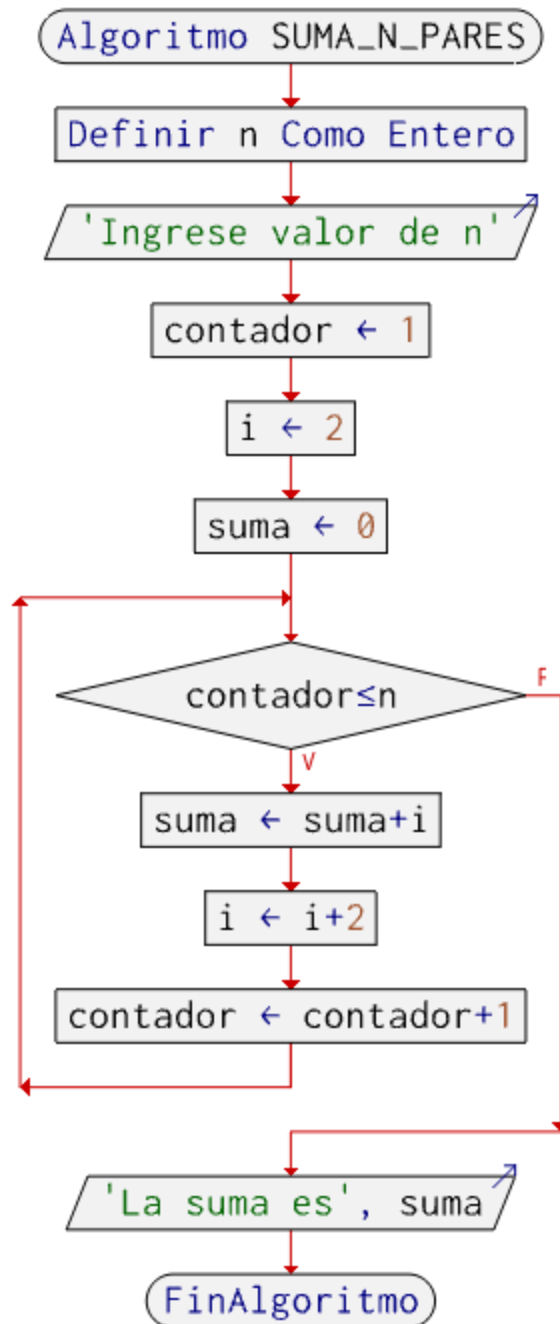 Algoritmo SUMA_N_PARES
Definir n Como Entero
'Ingrese valor de n'
contador ← 1
i ← 2
suma ← 0
contador≤n
F
V
suma ← suma+i
i ← i+2
contador ← contador+1
'La suma es', suma
FinAlgoritmo